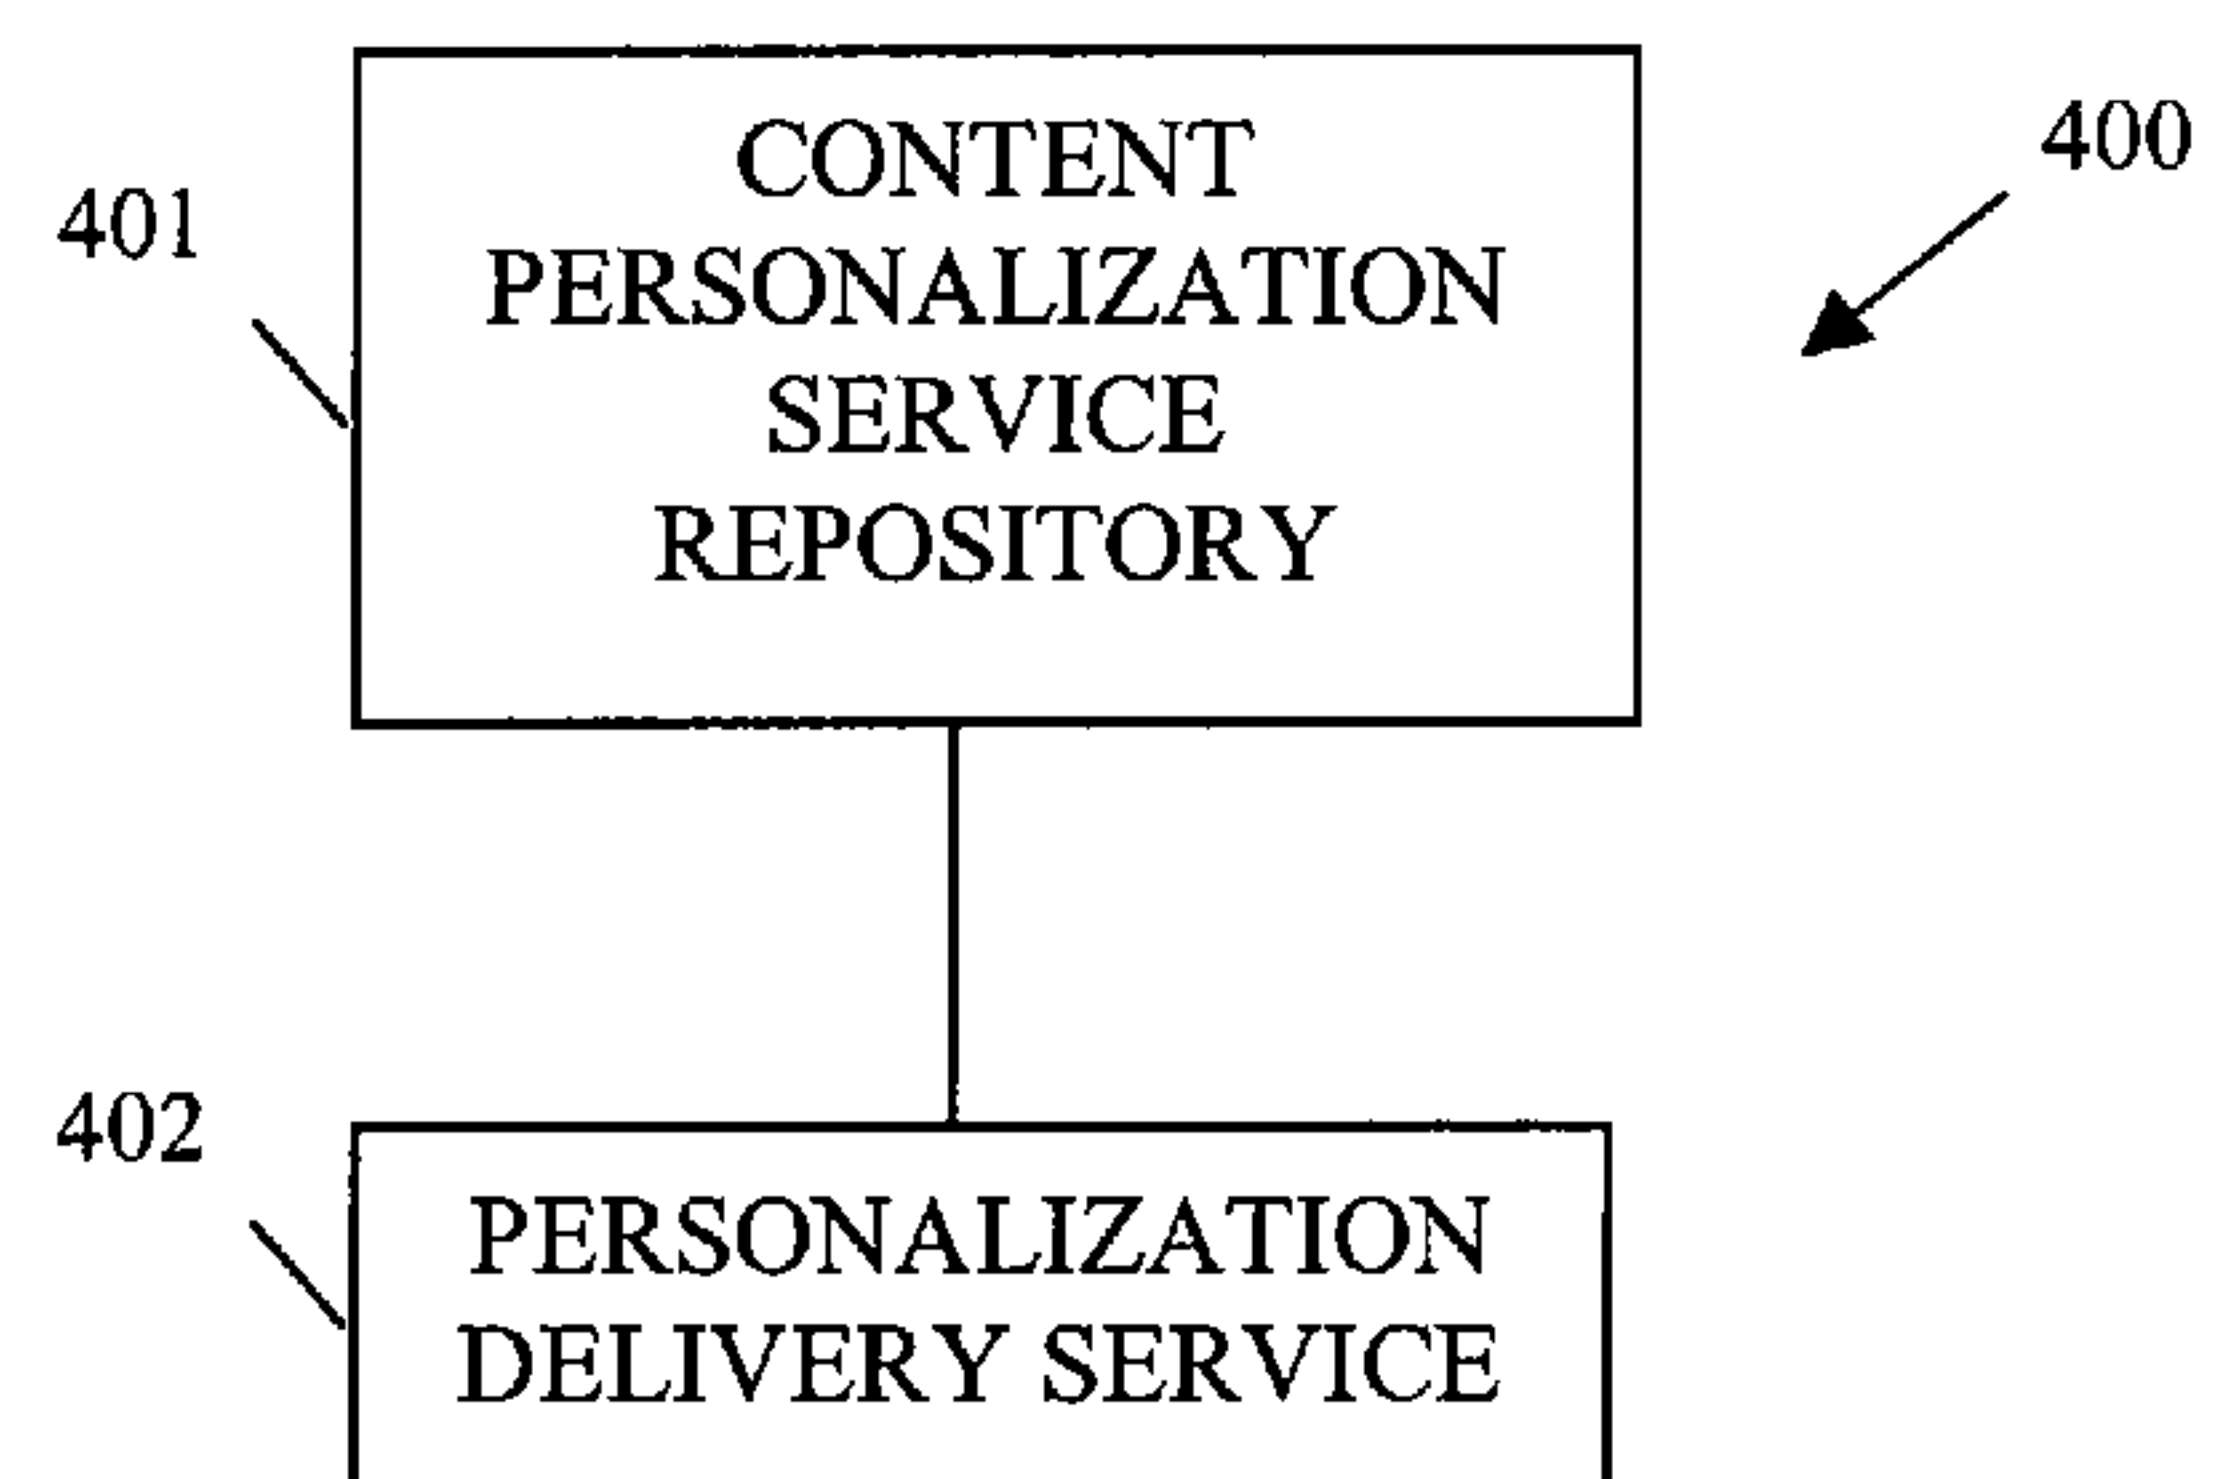 400
401
CONTENT
PERSONALIZATION
SERVICE
REPOSITORY
402
PERSONALIZATION
DELIVERY SERVICE